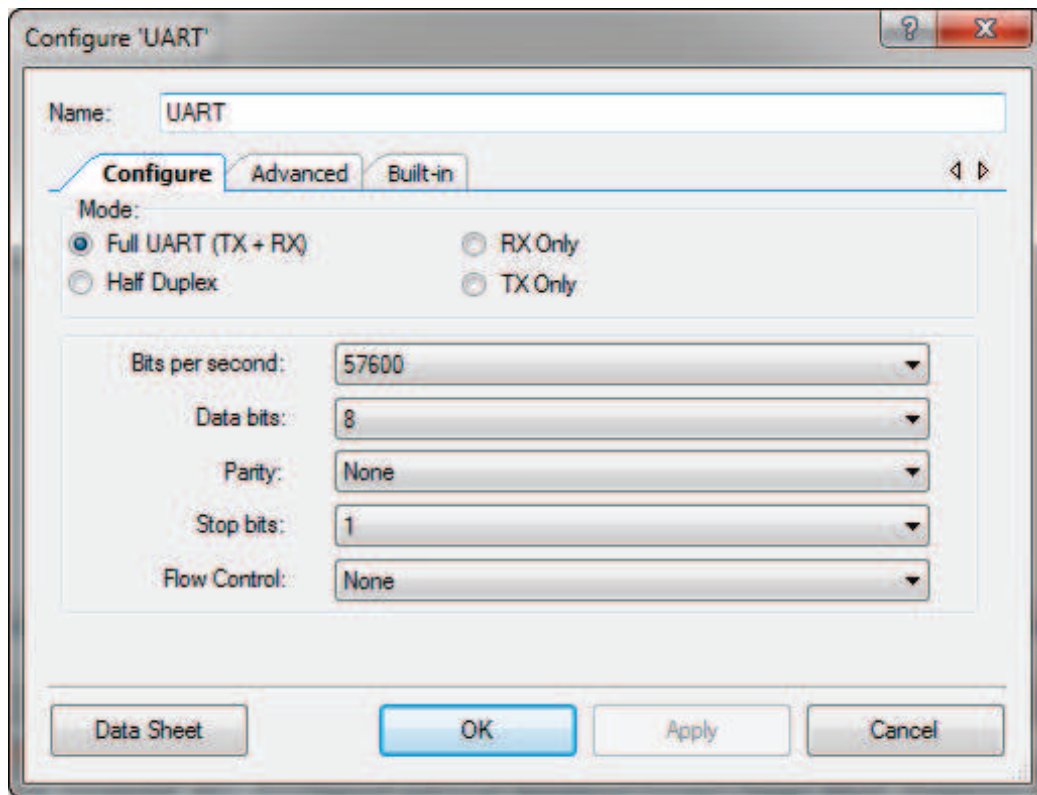 Configure 'UART'
Name: UART
Configure Advanced Built-in
Mode:
Full UART (TX + RX) RX Only
Half Duplex TX Only
Bits per second: 57600
Data bits: 8
Parity: None
Stop bits: 1
Flow Control: None
Data Sheet OK Apply Cancel